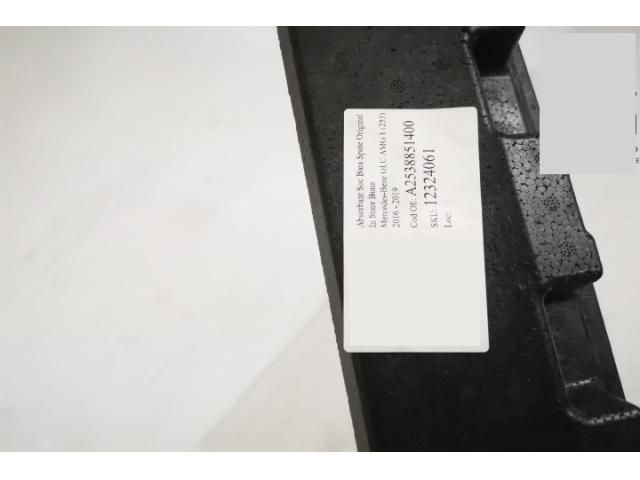 Absorbant Soc Bara Spate Original
In Stare Buna
Mercedes-Benz GLC AMG I (253)
2016 - 2019
Cod OE: A2538851400
SKU: 12324061
Loc: